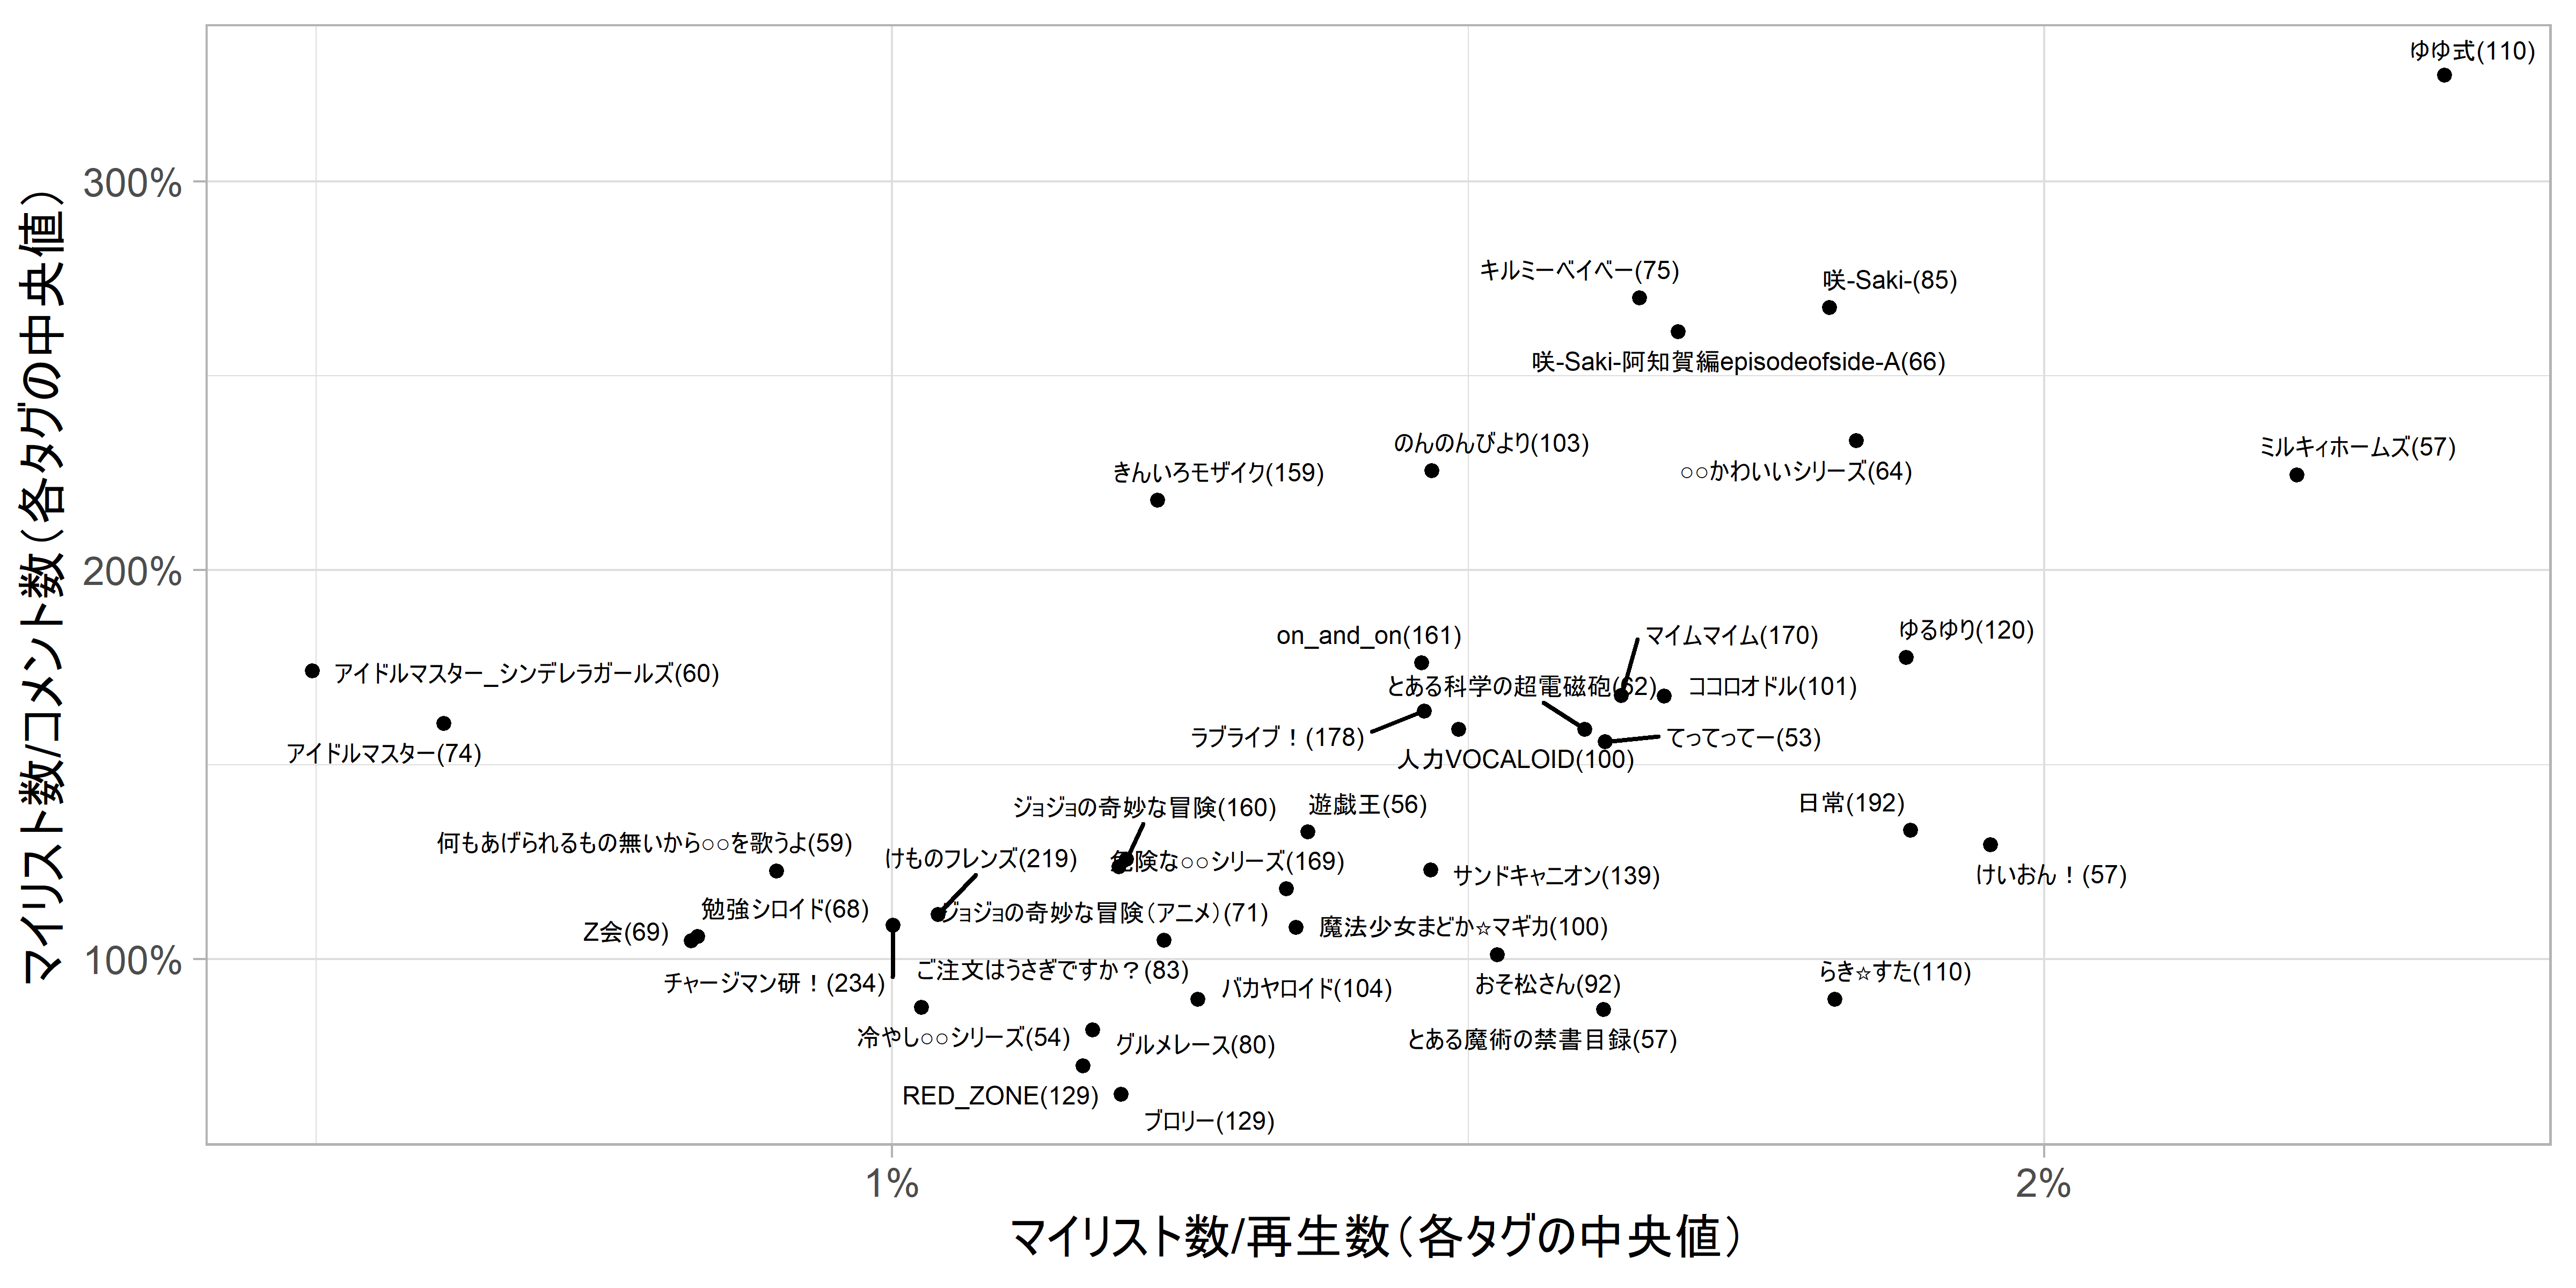 マイリスト数/コメント数（各タグの中央値）
300%
200%
100%
ゆゆ式(110)
キルミーベイベー(75)
咲-Saki-(85)
咲-Saki-阿知賀編episodeofside-A(66)
のんのんびより(103)
ミルキィホームズ(57)
きんいろモザイク(159)
○○かわいいシリーズ(64)
on_and_on(161)
マイムマイム(170)
ゆるゆり(120)
アイドルマスター_シンデレラガールズ(60)
とある科学の超電磁砲(62)
ココロオドル(101)
アイドルマスター(74)
ラブライブ！(178)
てってってー(53)
人力VOCALOID(100)
ジョジョの奇妙な冒険(160)
遊戯王(56)
日常(192)
何もあげられるもの無いから○○を歌うよ(59)
けものフレンズ(219)
危険な○○シリーズ(169)
サンドキャニオン(139)
けいおん！(57)
勉強シロイド(68)
ジョジョの奇妙な冒険（アニメ）(71)
魔法少女まどか☆マギカ(100)
Z会(69)
チャージマン研！(234)
ご注文はうさぎですか？(83)
バカヤロイド(104)
おそ松さん(92)
らき☆すた(110)
冷やし○○シリーズ(54)
グルメレース(80)
とある魔術の禁書目録(57)
RED_ZONE(129)
ブロリー(129)
1%
2%
マイリスト数/再生数（各タグの中央値）